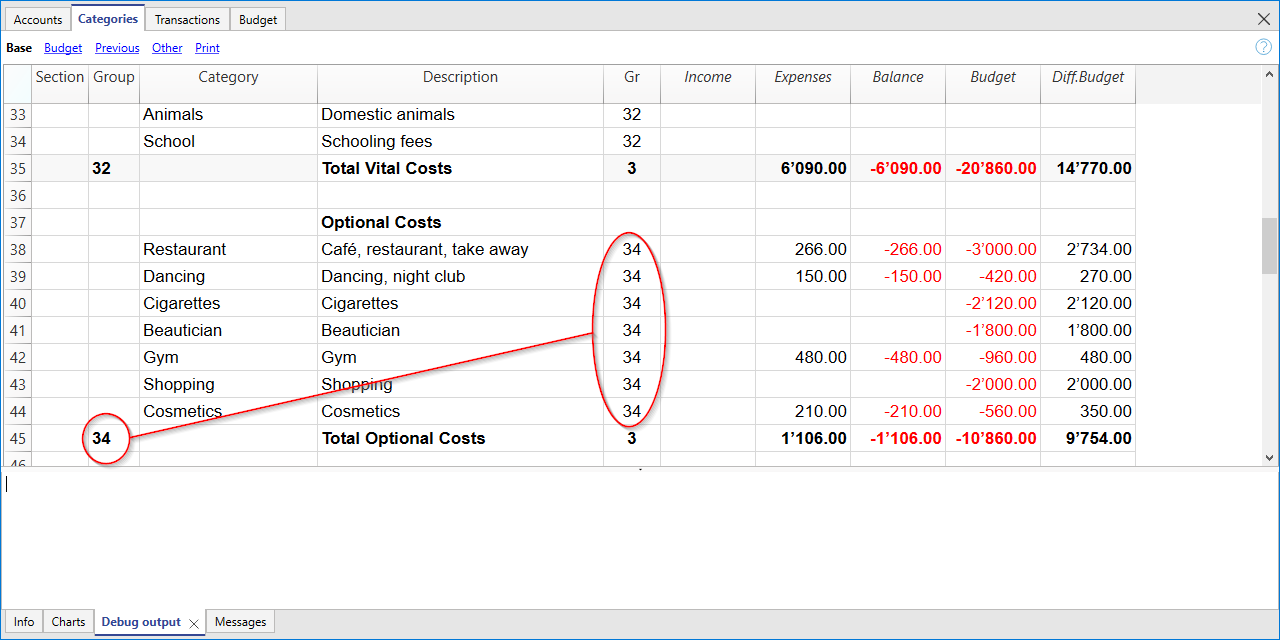 Accounts Categories Transactions Budget
Base Budget Previous Other Print
Section Group Category Description Gr Income Expenses Balance Budget Diff.Budget
33 Animals Domestic animals 32
34 School Schooling fees 32
35 32 Total Vital Costs 3 6’090.00 -6’090.00 -20’860.00 14’770.00
36
37 Optional Costs
38 Restaurant Café, restaurant, take away 34 266.00 -266.00 -3’000.00 2’734.00
39 Dancing Dancing, night club 34 150.00 -150.00 -420.00 270.00
40 Cigarettes Cigarettes 34 -2’120.00 2’120.00
41 Beautician Beautician 34 -1’800.00 1’800.00
42 Gym Gym 34 480.00 -480.00 -960.00 480.00
43 Shopping Shopping 34 -2’000.00 2’000.00
44 Cosmetics Cosmetics 34 210.00 -210.00 -560.00 350.00
45 34 Total Optional Costs 3 1’106.00 -1’106.00 -10’860.00 9’754.00
46
Info Charts Debug output Messages